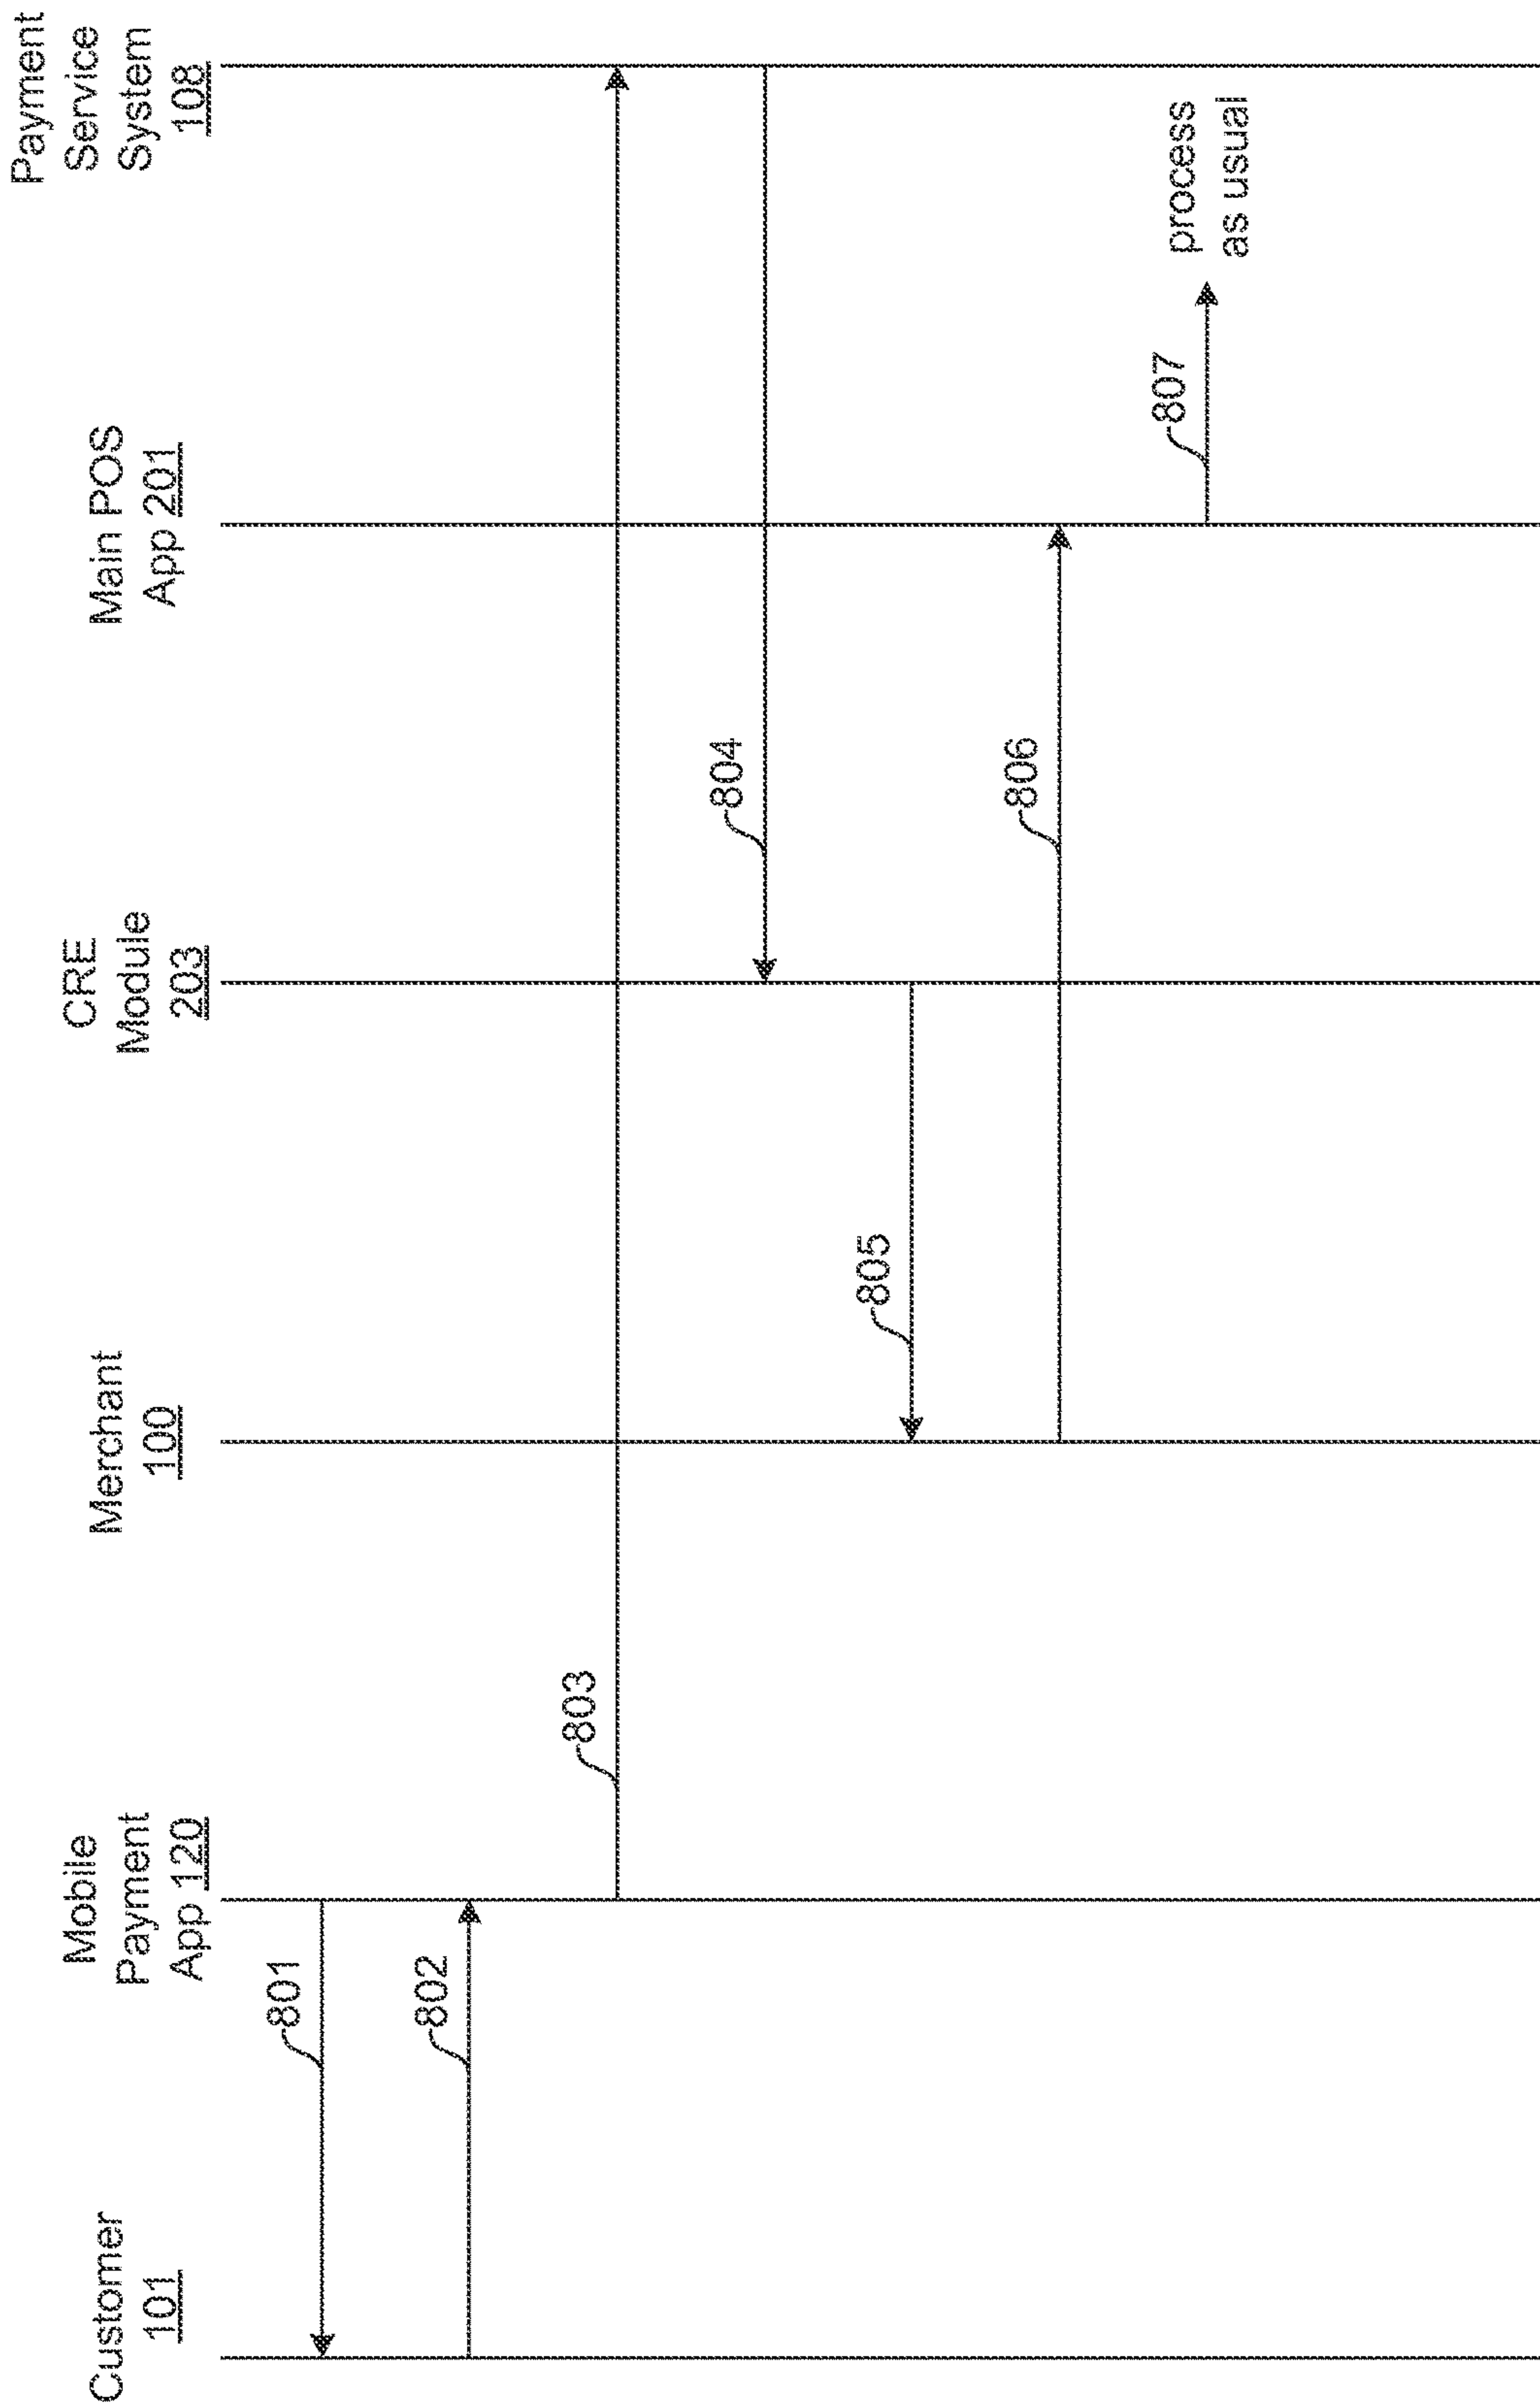 Customer
101
Mobile
Payment
App 120
Merchant
100
CRE
Module
203
Main POS
App 201
Payment
Service
System
108
801
802
803
804
805
806
807
process
as usual